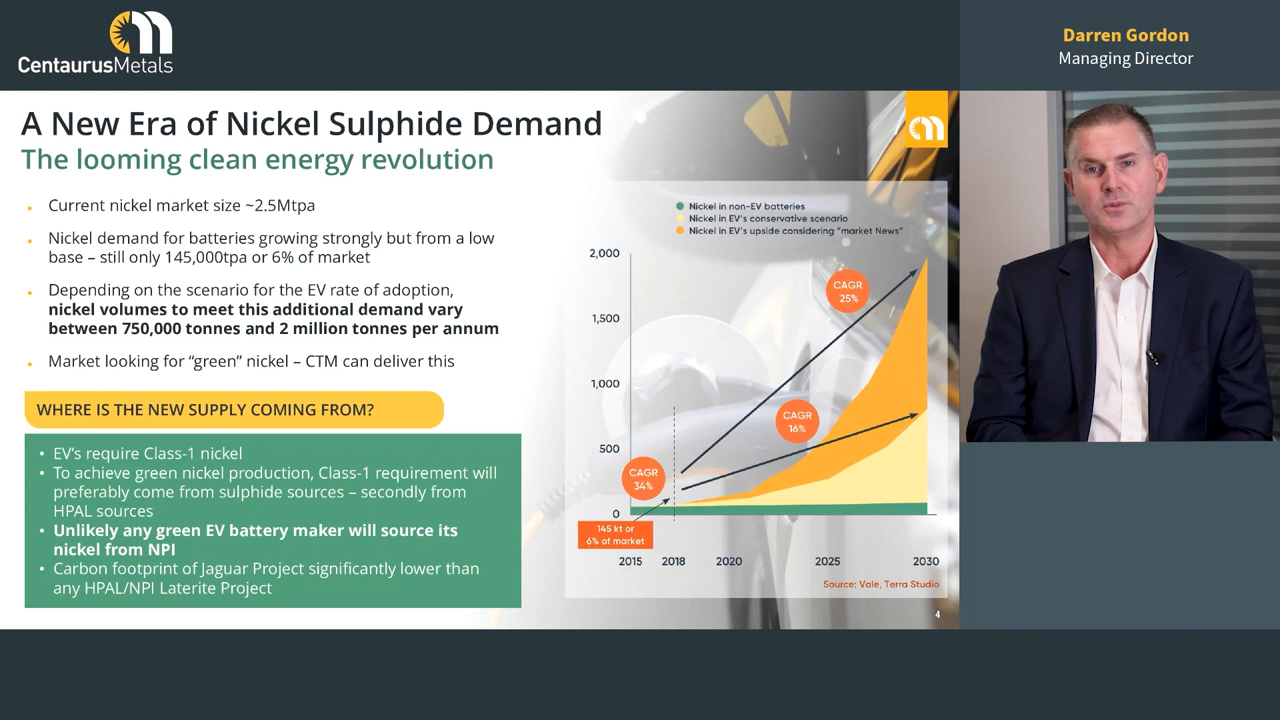 CentaurusMetals
Darren Gordon
Managing Director
A New Era of Nickel Sulphide Demand
The looming clean energy revolution
• Current nickel market size ~2.5Mtpa
• Nickel demand for batteries growing strongly but from a low
base – still only 145,000tpa or 6% of market
• Depending on the scenario for the EV rate of adoption,
nickel volumes to meet this additional demand vary
between 750,000 tonnes and 2 million tonnes per annum
• Market looking for “green” nickel – CTM can deliver this
WHERE IS THE NEW SUPPLY COMING FROM?
• EV’s require Class-1 nickel
• To achieve green nickel production, Class-1 requirement will
preferably come from sulphide sources – secondly from
HPAL sources
• Unlikely any green EV battery maker will source its
nickel from NPI
• Carbon footprint of Jaguar Project significantly lower than
any HPAL/NPI Laterite Project
Nickel in non-EV batteries
Nickel in EV’s conservative scenario
Nickel in EV’s upside considering “market News”
2,000
1,500
1,000
500
0
CAGR
25%
CAGR
16%
CAGR
34%
145 kt or
6% of market
2015 2018 2020 2025 2030
Source: Vale, Terra Studio
4